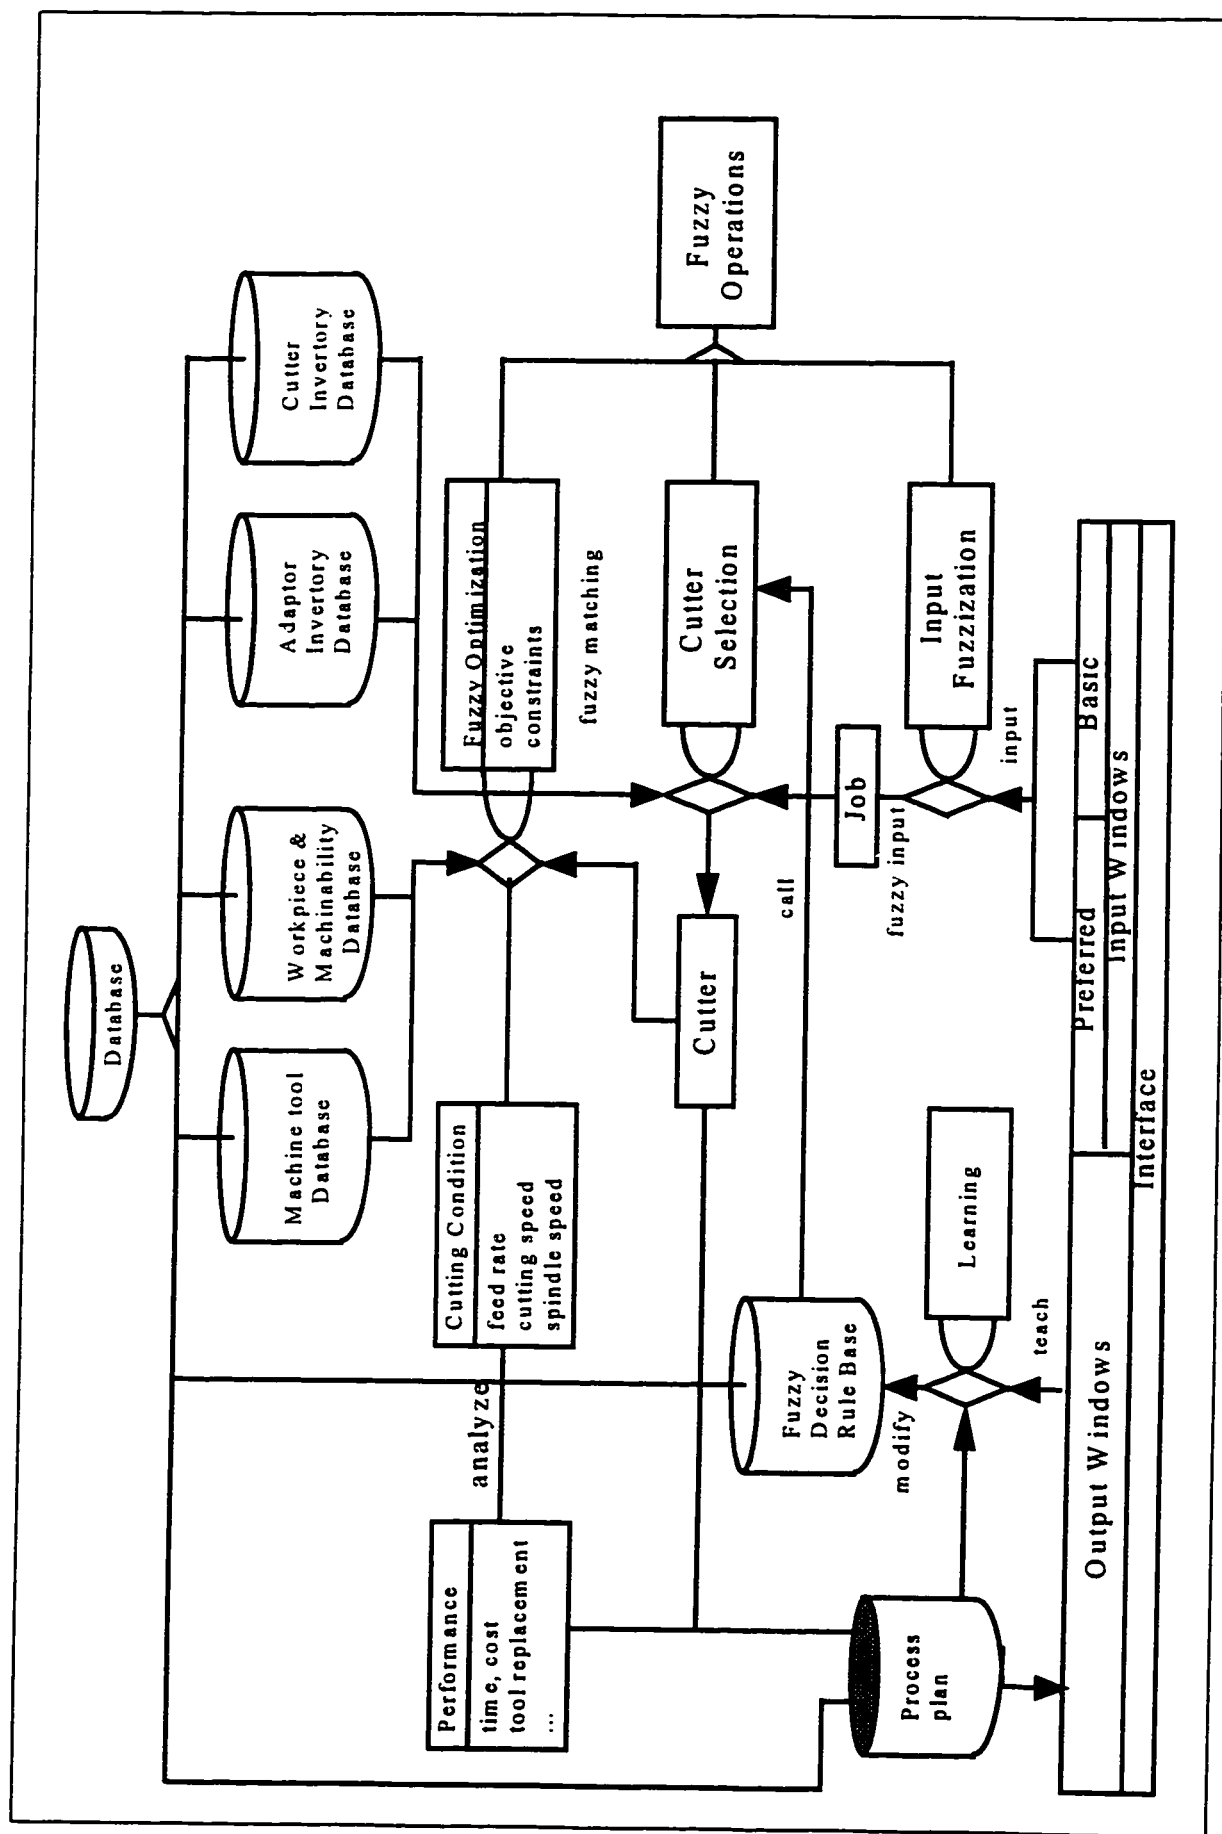 Database
Machine tool
Database
Workpiece &
Machinability
Database
Adaptor
Invertory
Database
Cutter
Invertory
Database
Performance
time, cost
tool replacement
...
analyze
Cutting Condition
feed rate
cutting speed
spindle speed
Fuzzy Optimization
objective
constraints
fuzzy matching
Cutter
Cutter
Selection
Fuzzy
Operations
Fuzzy
Decision
Rule Base
call
Job
fuzzy input
Process
plan
modify
Learning
teach
Input
Fuzzization
input
Output Windows
Preferred
Basic
Input Windows
Interface